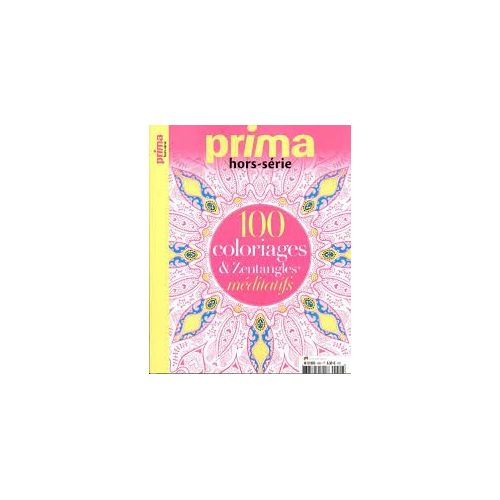 prima
prima
hors-série
100
coloriages
& Zentangles
méditatifs